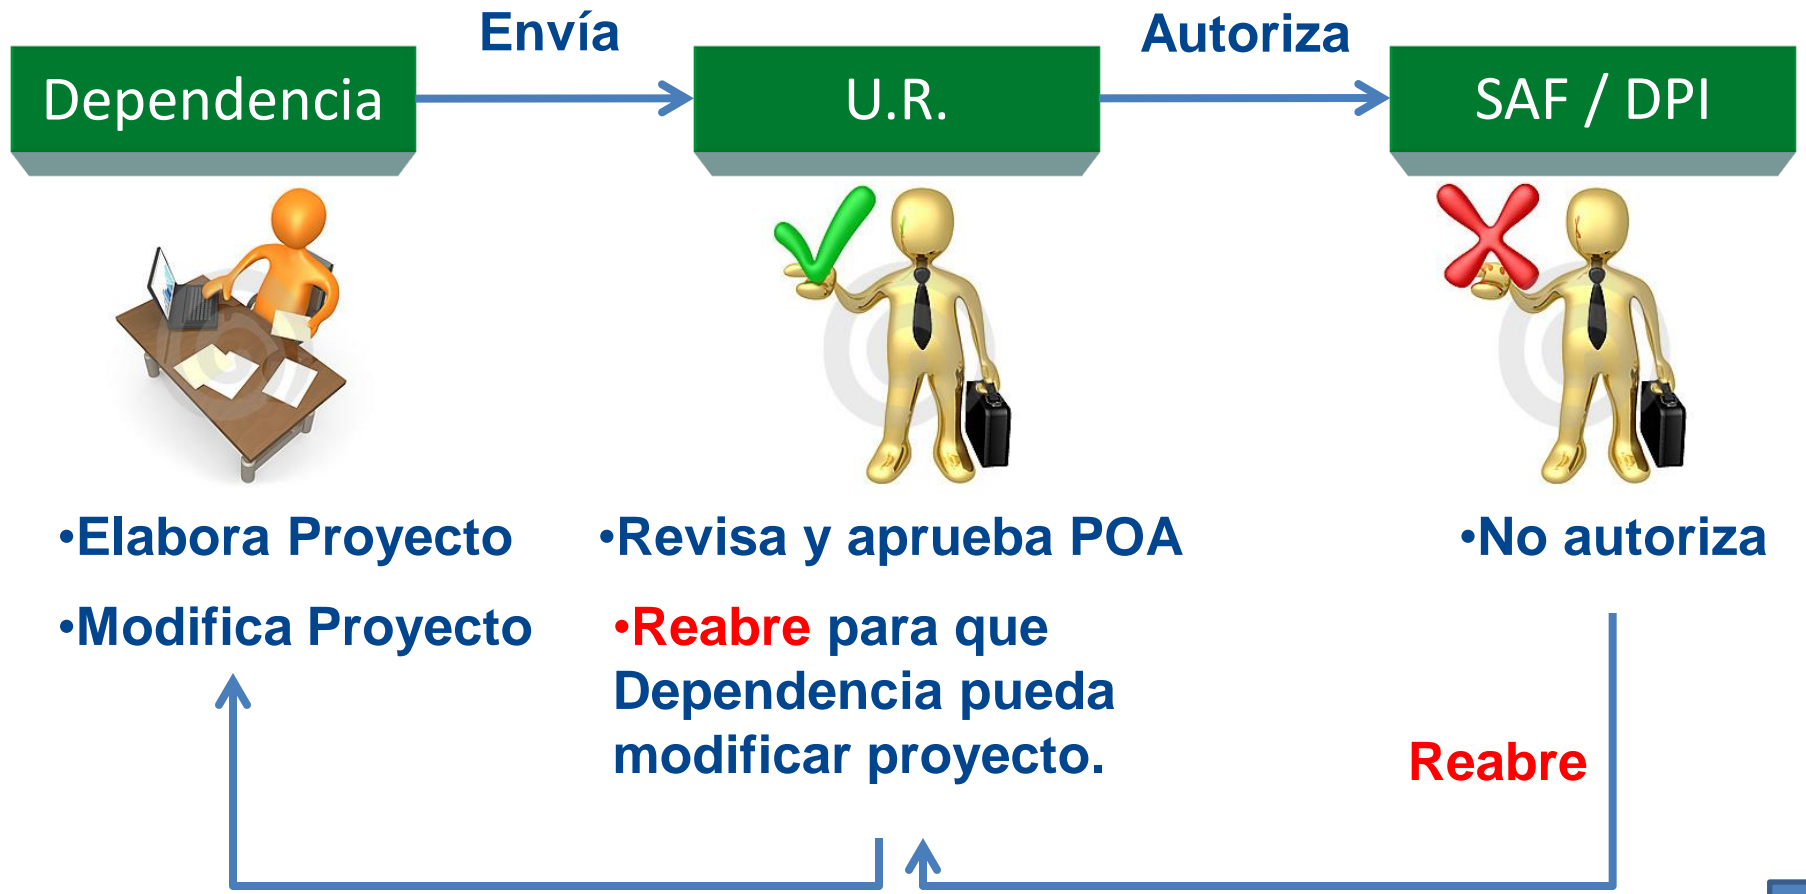 Envía
Autoriza
Dependencia
U.R.
SAF / DPI
•Elabora Proyecto
•Modifica Proyecto
•Revisa y aprueba POA
•Reabre para que
Dependencia pueda
modificar proyecto.
•No autoriza
Reabre